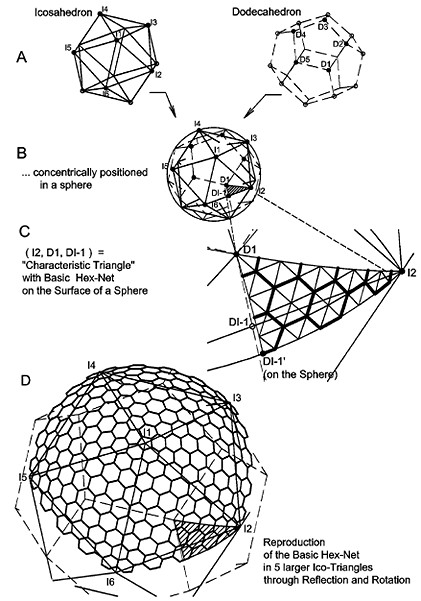 Icosahedron
Dodecahedron
I4
I3
I1
I5
I2
I6
D3
D4
D2
D5
D1
A
B
... concentrically positioned
in a sphere
I4
I3
I1
I5
D1
DI-1
I2
I6
C
( I2, D1, DI-1 ) =
"Characteristic Triangle"
with Basic Hex-Net
on the Surface of a Sphere
D1
I2
DI-1
DI-1'
(on the Sphere)
D
I4
I3
I1
I5
I2
I6
Reproduction
of the Basic Hex-Net
in 5 larger Ico-Triangles
through Reflection and Rotation